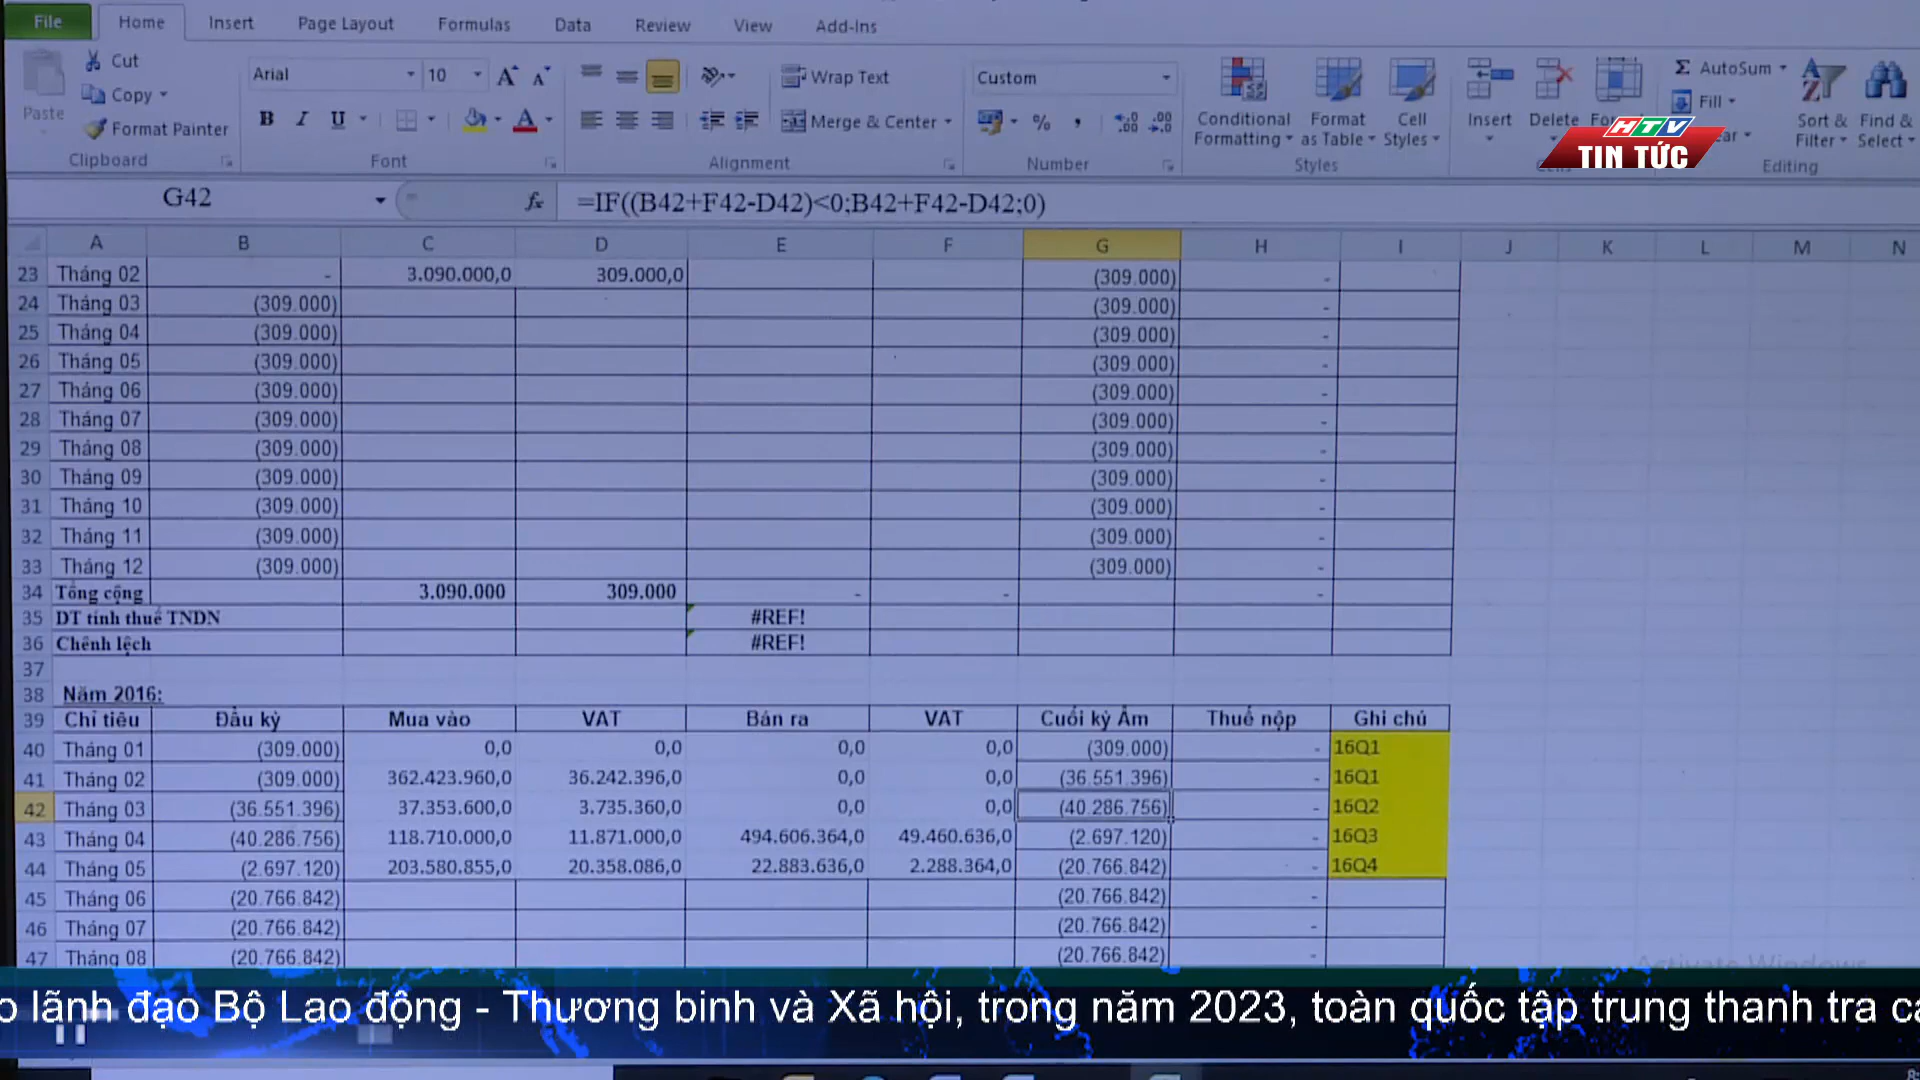 File Home Insert Page Layout Formulas Data Review View Add-Ins
Cut
Copy
Format Painter
Paste
Clipboard
Arial 10
B I U
Font
Wrap Text
Merge & Center
Alignment
Custom
%
Number
Conditional Formatting
Format as Table
Cell Styles
Styles
Insert Delete
AutoSum
Fill
Sort & Filter
Find & Select
Editing
HTV
TIN TỨC
G42 fx =IF((B42+F42-D42)<0;B42+F42-D42;0)
A B C D E F G H I J K L M N
23 Tháng 02 - 3.090.000,0 309.000,0 (309.000) -
24 Tháng 03 (309.000) (309.000) -
25 Tháng 04 (309.000) (309.000) -
26 Tháng 05 (309.000) (309.000) -
27 Tháng 06 (309.000) (309.000) -
28 Tháng 07 (309.000) (309.000) -
29 Tháng 08 (309.000) (309.000) -
30 Tháng 09 (309.000) (309.000) -
31 Tháng 10 (309.000) (309.000) -
32 Tháng 11 (309.000) (309.000) -
33 Tháng 12 (309.000) (309.000) -
34 Tổng cộng 3.090.000 309.000 - - -
35 DT tính thuế TNDN #REF!
36 Chênh lệch #REF!
37
38 Năm 2016:
39 Chỉ tiêu Đầu kỳ Mua vào VAT Bán ra VAT Cuối kỳ Âm Thuế nộp Ghi chú
40 Tháng 01 (309.000) 0,0 0,0 0,0 0,0 (309.000) - 16Q1
41 Tháng 02 (309.000) 362.423.960,0 36.242.396,0 0,0 0,0 (36.551.396) - 16Q1
42 Tháng 03 (36.551.396) 37.353.600,0 3.735.360,0 0,0 0,0 (40.286.756) - 16Q2
43 Tháng 04 (40.286.756) 118.710.000,0 11.871.000,0 494.606.364,0 49.460.636,0 (2.697.120) - 16Q3
44 Tháng 05 (2.697.120) 203.580.855,0 20.358.086,0 22.883.636,0 2.288.364,0 (20.766.842) - 16Q4
45 Tháng 06 (20.766.842) (20.766.842) -
46 Tháng 07 (20.766.842) (20.766.842) -
47 Tháng 08 (20.766.842) (20.766.842) -
Activate Windows
lãnh đạo Bộ Lao động - Thương binh và Xã hội, trong năm 2023, toàn quốc tập trung thanh tra